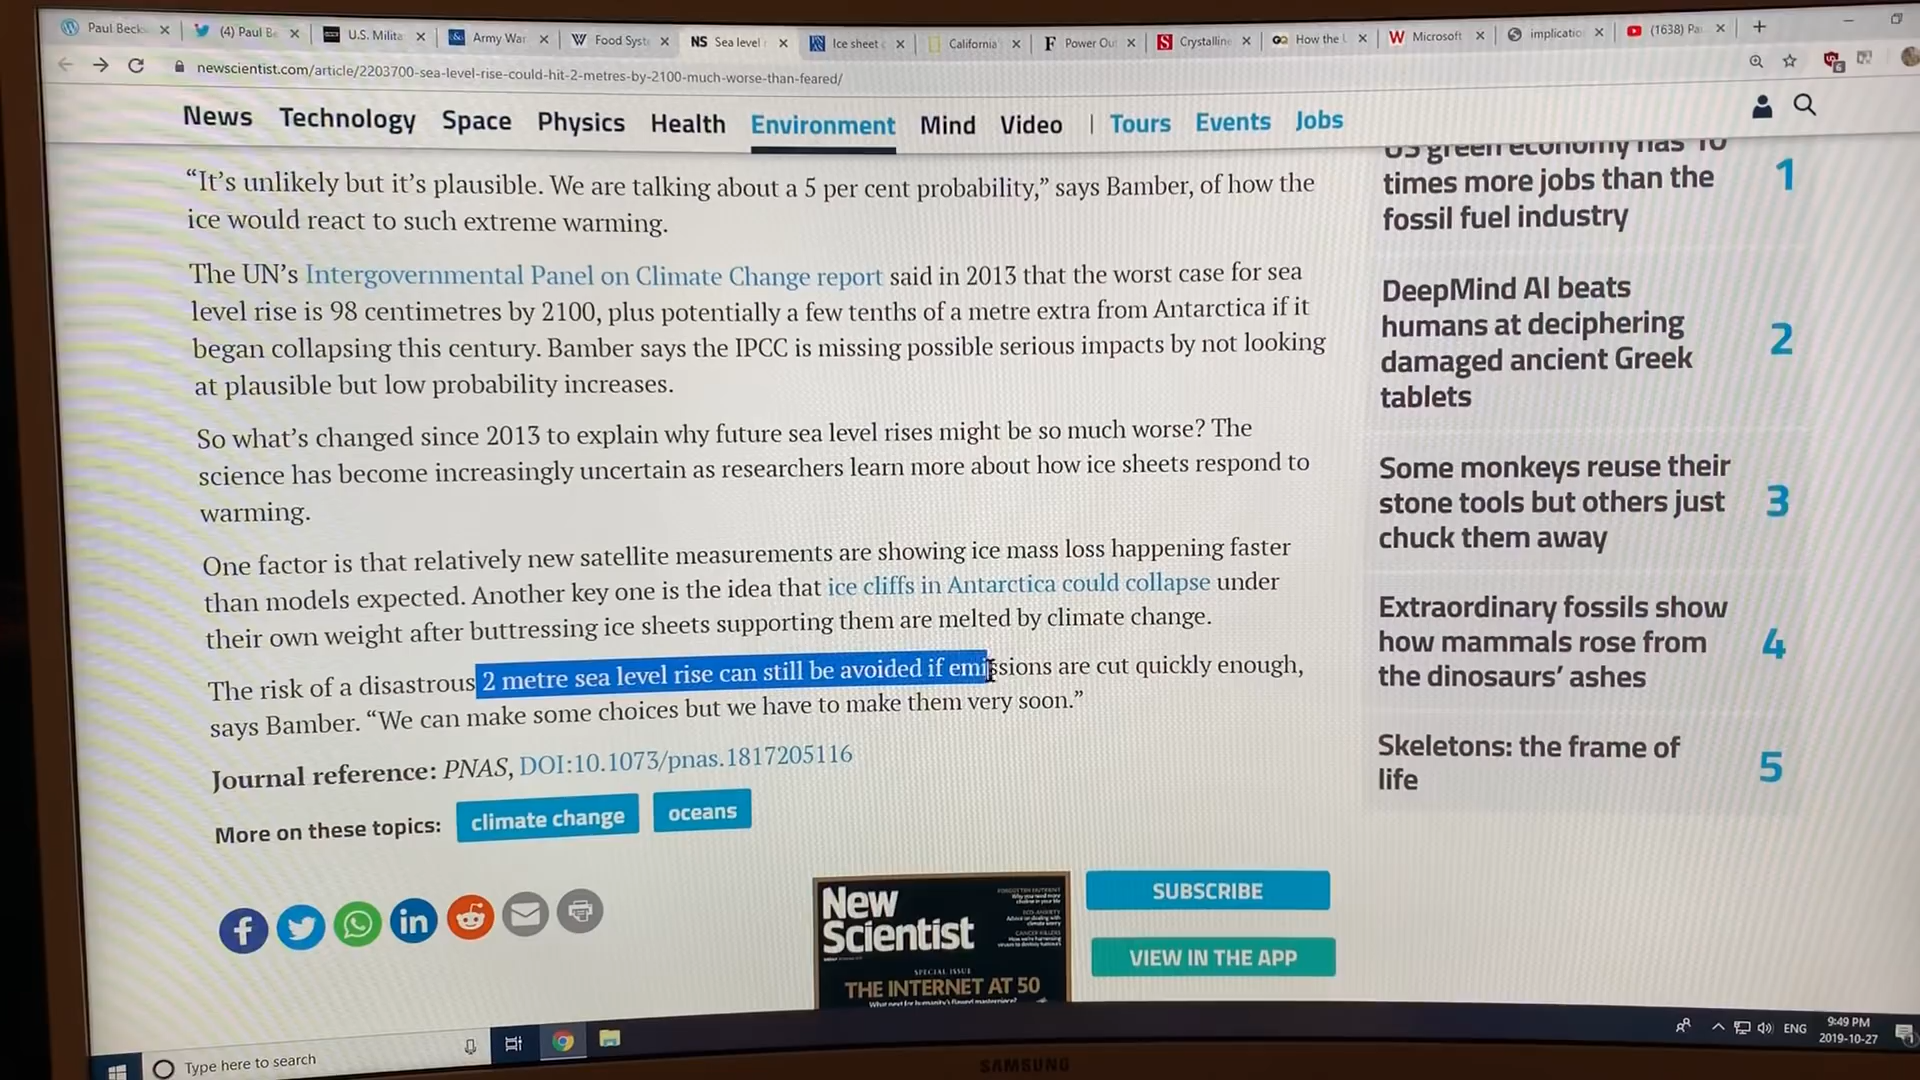 Paul Beck
(4) Paul Be
U.S. Milita
Army War
Food Syst
NS Sea level
Ice sheet
California
Power Ou
Crystalline
How the
Microsoft
implicatio
(1638) Pa
newscientist.com/article/2203700-sea-level-rise-could-hit-2-metres-by-2100-much-worse-than-feared/
News Technology Space Physics Health Environment Mind Video | Tours Events Jobs
“It’s unlikely but it’s plausible. We are talking about a 5 per cent probability,” says Bamber, of how the
ice would react to such extreme warming.
The UN’s Intergovernmental Panel on Climate Change report said in 2013 that the worst case for sea
level rise is 98 centimetres by 2100, plus potentially a few tenths of a metre extra from Antarctica if it
began collapsing this century. Bamber says the IPCC is missing possible serious impacts by not looking
at plausible but low probability increases.
So what’s changed since 2013 to explain why future sea level rises might be so much worse? The
science has become increasingly uncertain as researchers learn more about how ice sheets respond to
warming.
One factor is that relatively new satellite measurements are showing ice mass loss happening faster
than models expected. Another key one is the idea that ice cliffs in Antarctica could collapse under
their own weight after buttressing ice sheets supporting them are melted by climate change.
The risk of a disastrous 2 metre sea level rise can still be avoided if emissions are cut quickly enough,
says Bamber. “We can make some choices but we have to make them very soon.”
Journal reference: PNAS, DOI:10.1073/pnas.1817205116
More on these topics: climate change oceans
US green economy has 10
times more jobs than the
fossil fuel industry
1
DeepMind AI beats
humans at deciphering
damaged ancient Greek
tablets
2
Some monkeys reuse their
stone tools but others just
chuck them away
3
Extraordinary fossils show
how mammals rose from
the dinosaurs’ ashes
4
Skeletons: the frame of
life
5
New
Scientist
SPECIAL ISSUE
THE INTERNET AT 50
SUBSCRIBE
VIEW IN THE APP
Type here to search
ENG
9:49 PM
2019-10-27
SAMSUNG